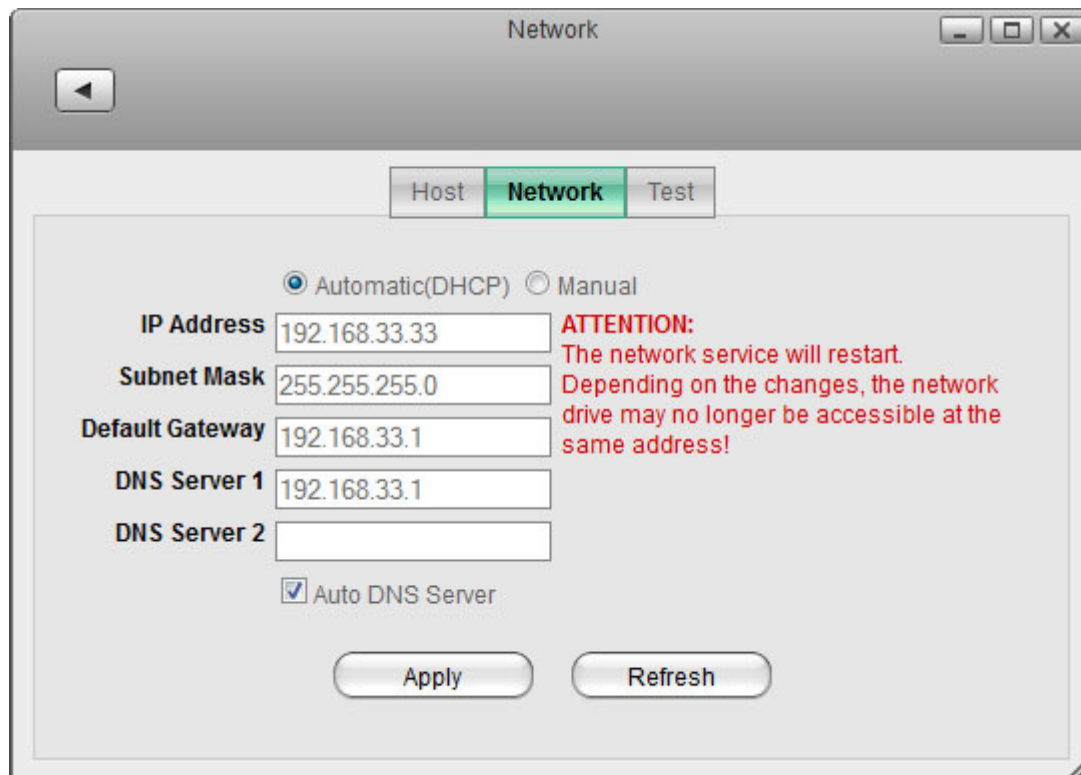 Network
Host Network Test
Automatic(DHCP) Manual
IP Address 192.168.33.33
Subnet Mask 255.255.255.0
Default Gateway 192.168.33.1
DNS Server 1 192.168.33.1
DNS Server 2
ATTENTION:
The network service will restart.
Depending on the changes, the network
drive may no longer be accessible at the
same address!
Auto DNS Server
Apply Refresh